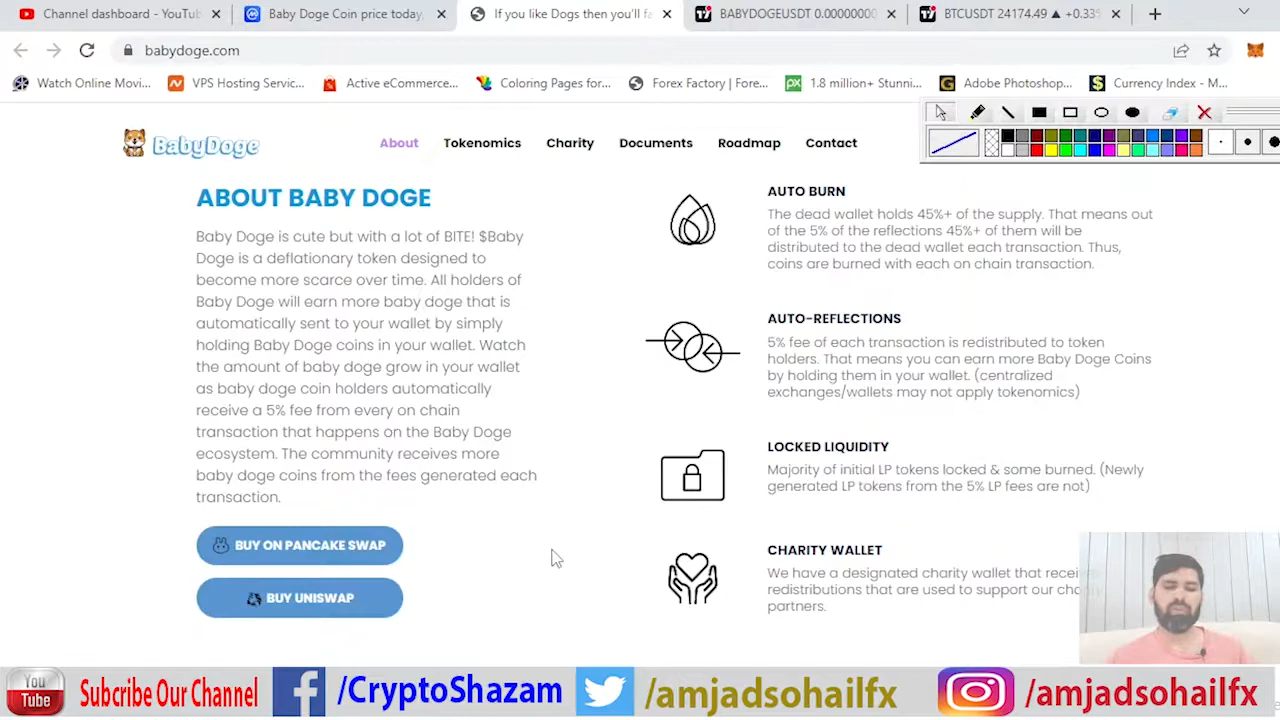 Channel dashboard - YouTu
Baby Doge Coin price today
If you like Dogs then you'll f
BABYDOGEUSDT 0.00000000
BTCUSDT 24174.49 ▲ +0.33
babydoge.com
Watch Online Movi...
VPS Hosting Servic...
Active eCommerce...
Coloring Pages for...
Forex Factory | Fore...
1.8 million+ Stunni...
Adobe Photoshop...
Currency Index - M...
BabyDoge
About
Tokenomics
Charity
Documents
Roadmap
Contact
ABOUT BABY DOGE
Baby Doge is cute but with a lot of BITE! $Baby
Doge is a deflationary token designed to
become more scarce over time. All holders of
Baby Doge will earn more baby doge that is
automatically sent to your wallet by simply
holding Baby Doge coins in your wallet. Watch
the amount of baby doge grow in your wallet
as baby doge coin holders automatically
receive a 5% fee from every on chain
transaction that happens on the Baby Doge
ecosystem. The community receives more
baby doge coins from the fees generated each
transaction.
BUY ON PANCAKE SWAP
BUY UNISWAP
AUTO BURN
The dead wallet holds 45%+ of the supply. That means out
of the 5% of the reflections 45%+ of them will be
distributed to the dead wallet each transaction. Thus,
coins are burned with each on chain transaction.
AUTO-REFLECTIONS
5% fee of each transaction is redistributed to token
holders. That means you can earn more Baby Doge Coins
by holding them in your wallet. (centralized
exchanges/wallets may not apply tokenomics)
LOCKED LIQUIDITY
Majority of initial LP tokens locked & some burned. (Newly
generated LP tokens from the 5% LP fees are not)
CHARITY WALLET
We have a designated charity wallet that recei
redistributions that are used to support our cha
partners.
You
Tube
Subcribe Our Channel
/CryptoShazam
/amjadsohailfx
/amjadsohailfx